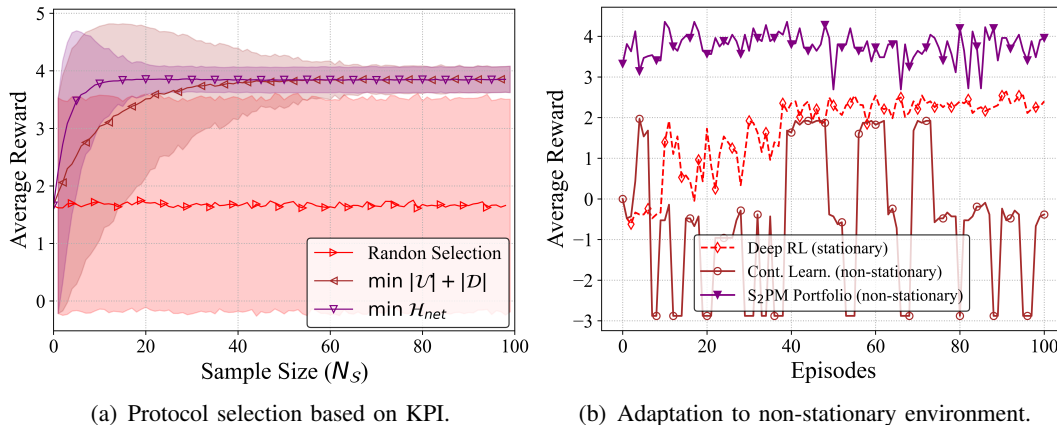 5
4
3
2
1
0
Average Reward
0 20 40 60 80 100
Sample Size (N_S)
Randon Selection
min |𝒰| + |𝒟|
min ℋ_net
(a) Protocol selection based on KPI.
4
3
2
1
0
−1
−2
−3
Average Reward
0 20 40 60 80 100
Episodes
Deep RL (stationary)
Cont. Learn. (non-stationary)
S₂PM Portfolio (non-stationary)
(b) Adaptation to non-stationary environment.